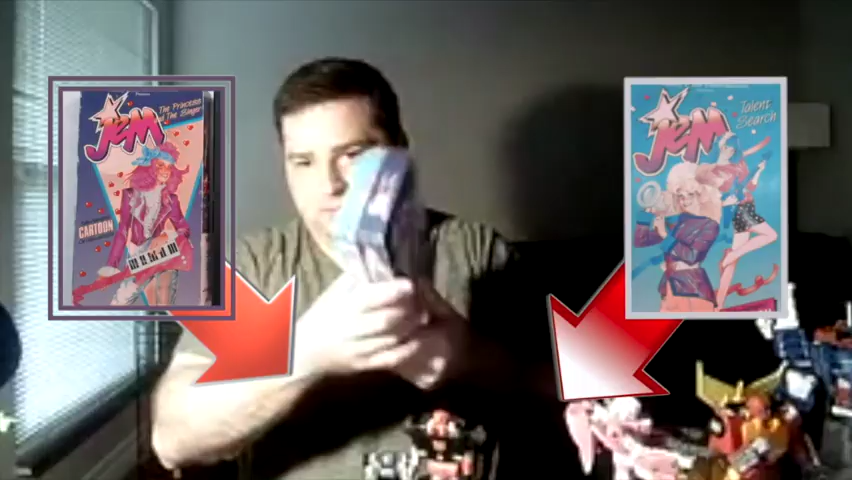 JEM
The Princess
and The Singer
CARTOON
JEM
Talent
Search